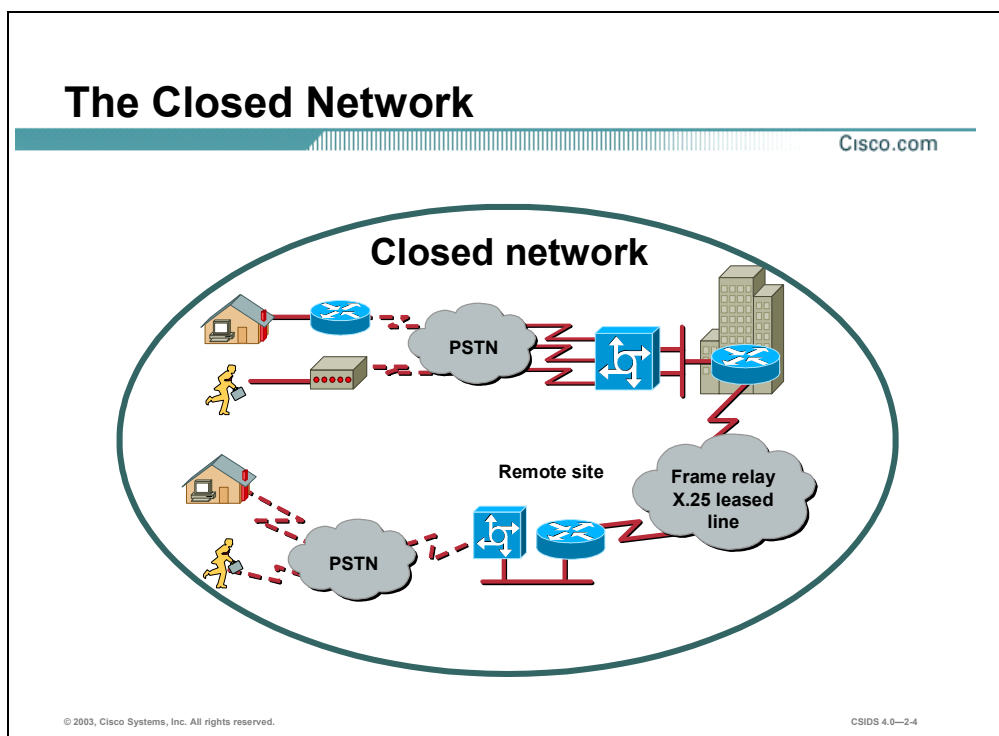 The Closed Network
Cisco.com
Closed network
PSTN
Remote site
Frame relay
X.25 leased
line
PSTN
© 2003, Cisco Systems, Inc. All rights reserved.
CSIDS 4.0—2-4